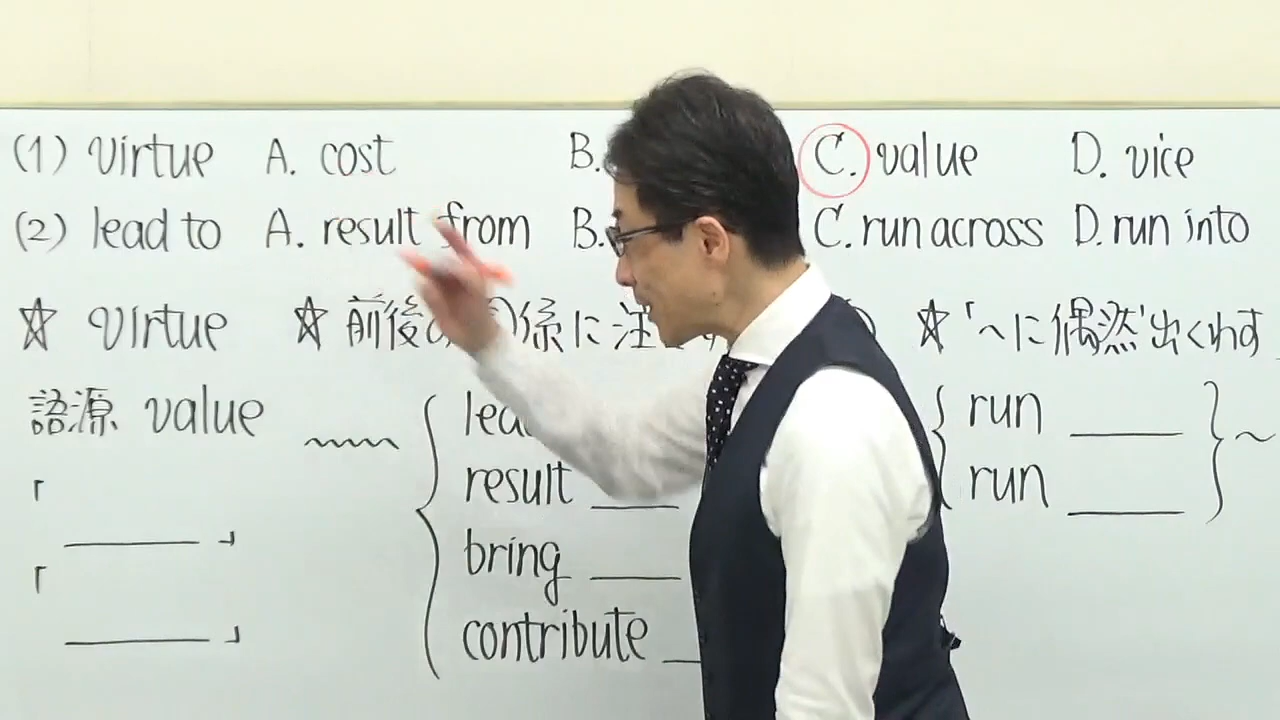 (1) virtue A. cost B. C. value D. vice
(2) lead to A. result from B. C. run across D. run into
☆ virtue ☆ 前後の 係に注 ☆「～に偶然出くわす
語源 value
lea
run
result
run
bring
contribute